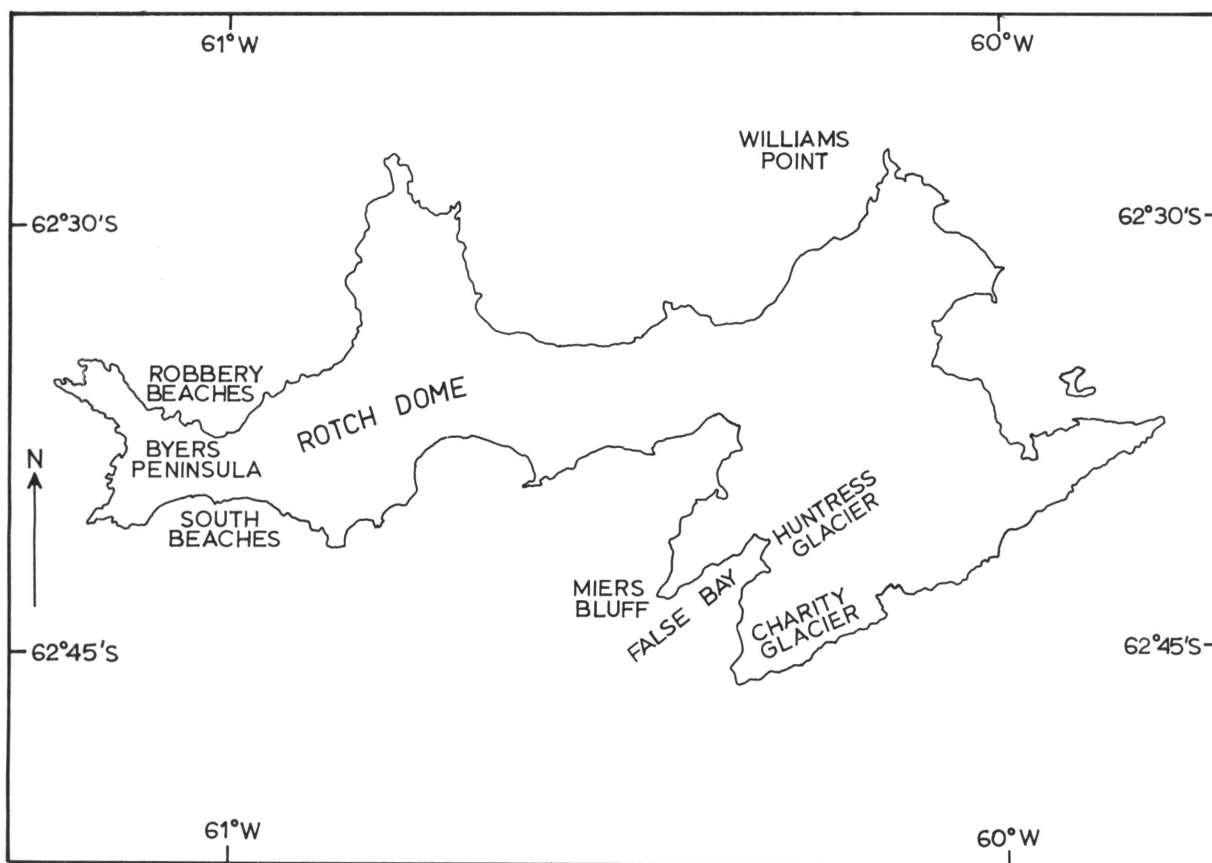 61°W
60°W
WILLIAMS
POINT
62°30'S
62°30'S
ROBBERY
BEACHES
ROTCH DOME
BYERS
PENINSULA
N
SOUTH
BEACHES
HUNTRESS
GLACIER
MIERS
BLUFF
FALSE BAY
CHARITY
GLACIER
62°45'S
62°45'S
61°W
60°W